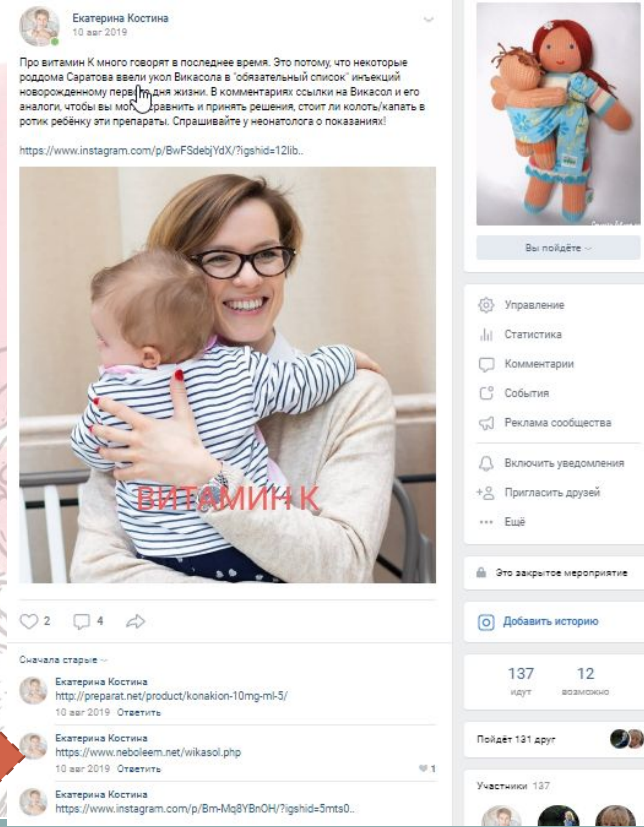 Екатерина Костина
10 авг 2019
Про витамин К много говорят в последнее время. Это потому, что некоторые
роддома Саратова ввели укол Викасола в "обязательный список" инъекций
новорожденному дня жизни. В комментариях ссылки на Викасол и его
аналоги, чтобы вы и принять решения, стоит ли колоть/капать в
ротик ребёнку эти препараты. Спрашивайте у неонатолога о показаниях!
https://www.instagram.com/p/BwFSdebjYdX/?igshid=12lib..
ВИТАМИН К
2
4
Сначала старые
Екатерина Костина
http://preparat.net/product/konakion-10mg-ml-5/
10 авг 2019 Ответить
Екатерина Костина
https://www.neboleem.net/wikasol.php
10 авг 2019 Ответить
1
Екатерина Костина
https://www.instagram.com/p/Bm-Mq8YBnOH/?igshid=5mts0..
Вы пойдёте
Управление
Статистика
Комментарии
События
Реклама сообщества
Включить уведомления
Пригласить друзей
Ещё
Это закрытое мероприятие
Добавить историю
137 12
идут возможно
Пойдёт 131 друг
Участники 137